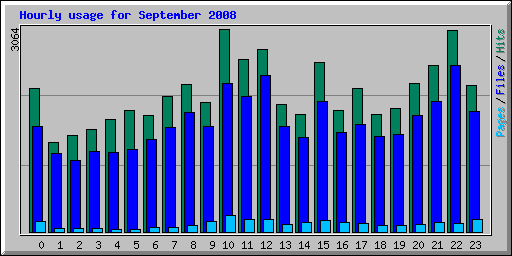 Hourly usage for September 2008
3064
Pages/Files/Hits
0 1 2 3 4 5 6 7 8 9 10 11 12 13 14 15 16 17 18 19 20 21 22 23